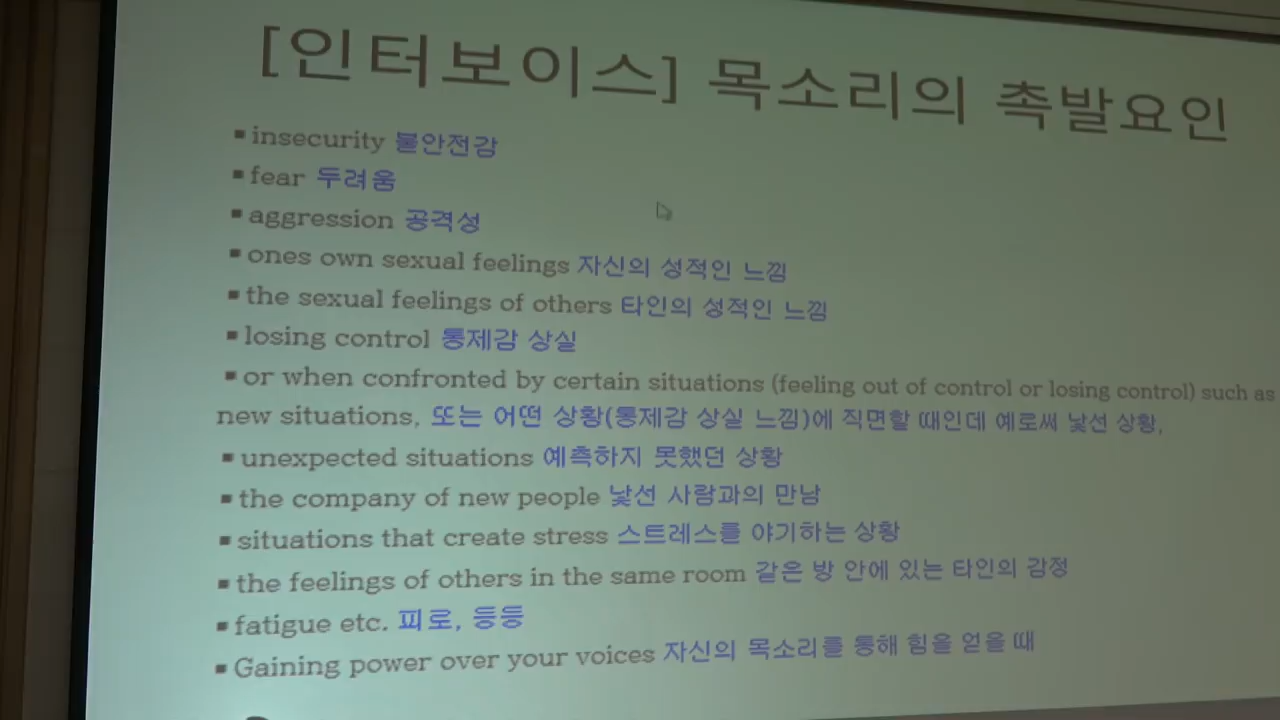 [인터보이스] 목소리의 촉발요인
▪insecurity 불안전감
▪fear 두려움
▪aggression 공격성
▪ones own sexual feelings 자신의 성적인 느낌
▪the sexual feelings of others 타인의 성적인 느낌
▪losing control 통제감 상실
▪or when confronted by certain situations (feeling out of control or losing control) such as
new situations, 또는 어떤 상황(통제감 상실 느낌)에 직면할 때인데 예로써 낯선 상황,
▪unexpected situations 예측하지 못했던 상황
▪the company of new people 낯선 사람과의 만남
▪situations that create stress 스트레스를 야기하는 상황
▪the feelings of others in the same room 같은 방 안에 있는 타인의 감정
▪fatigue etc. 피로, 등등
▪Gaining power over your voices 자신의 목소리를 통해 힘을 얻을 때